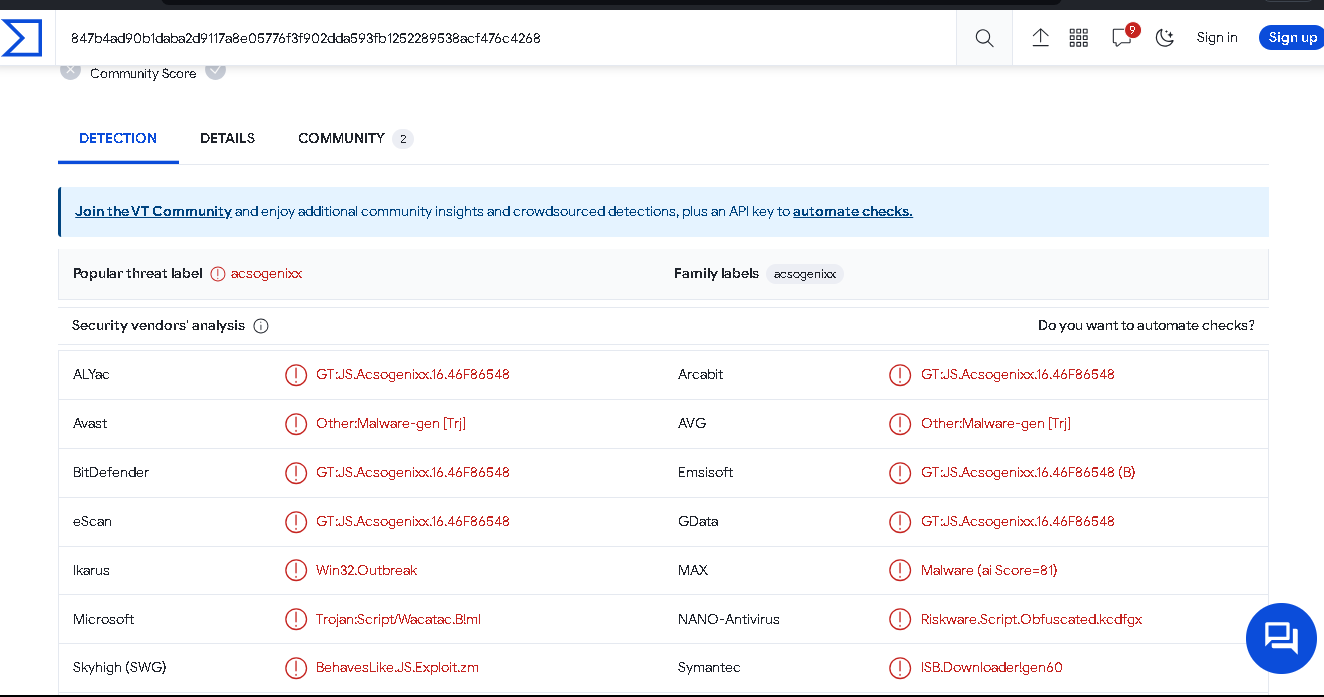 847b4ad90b1daba2d9117a8e05776f3f902dda593fb1252289538acf476c4268
9
Sign in
Sign up
Community Score
DETECTION
DETAILS
COMMUNITY 2
Join the VT Community and enjoy additional community insights and crowdsourced detections, plus an API key to automate checks.
Popular threat label acsogenixx
Family labels acsogenixx
Security vendors' analysis
Do you want to automate checks?
ALYac GT:JS.Acsogenixx.16.46F86548 Arcabit GT:JS.Acsogenixx.16.46F86548
Avast Other:Malware-gen [Trj] AVG Other:Malware-gen [Trj]
BitDefender GT:JS.Acsogenixx.16.46F86548 Emsisoft GT:JS.Acsogenixx.16.46F86548 (B)
eScan GT:JS.Acsogenixx.16.46F86548 GData GT:JS.Acsogenixx.16.46F86548
Ikarus Win32.Outbreak MAX Malware (ai Score=81)
Microsoft Trojan:Script/Wacatac.B!ml NANO-Antivirus Riskware.Script.Obfuscated.kcdfgx
Skyhigh (SWG) BehavesLike.JS.Exploit.zm Symantec ISB.Downloader!gen60